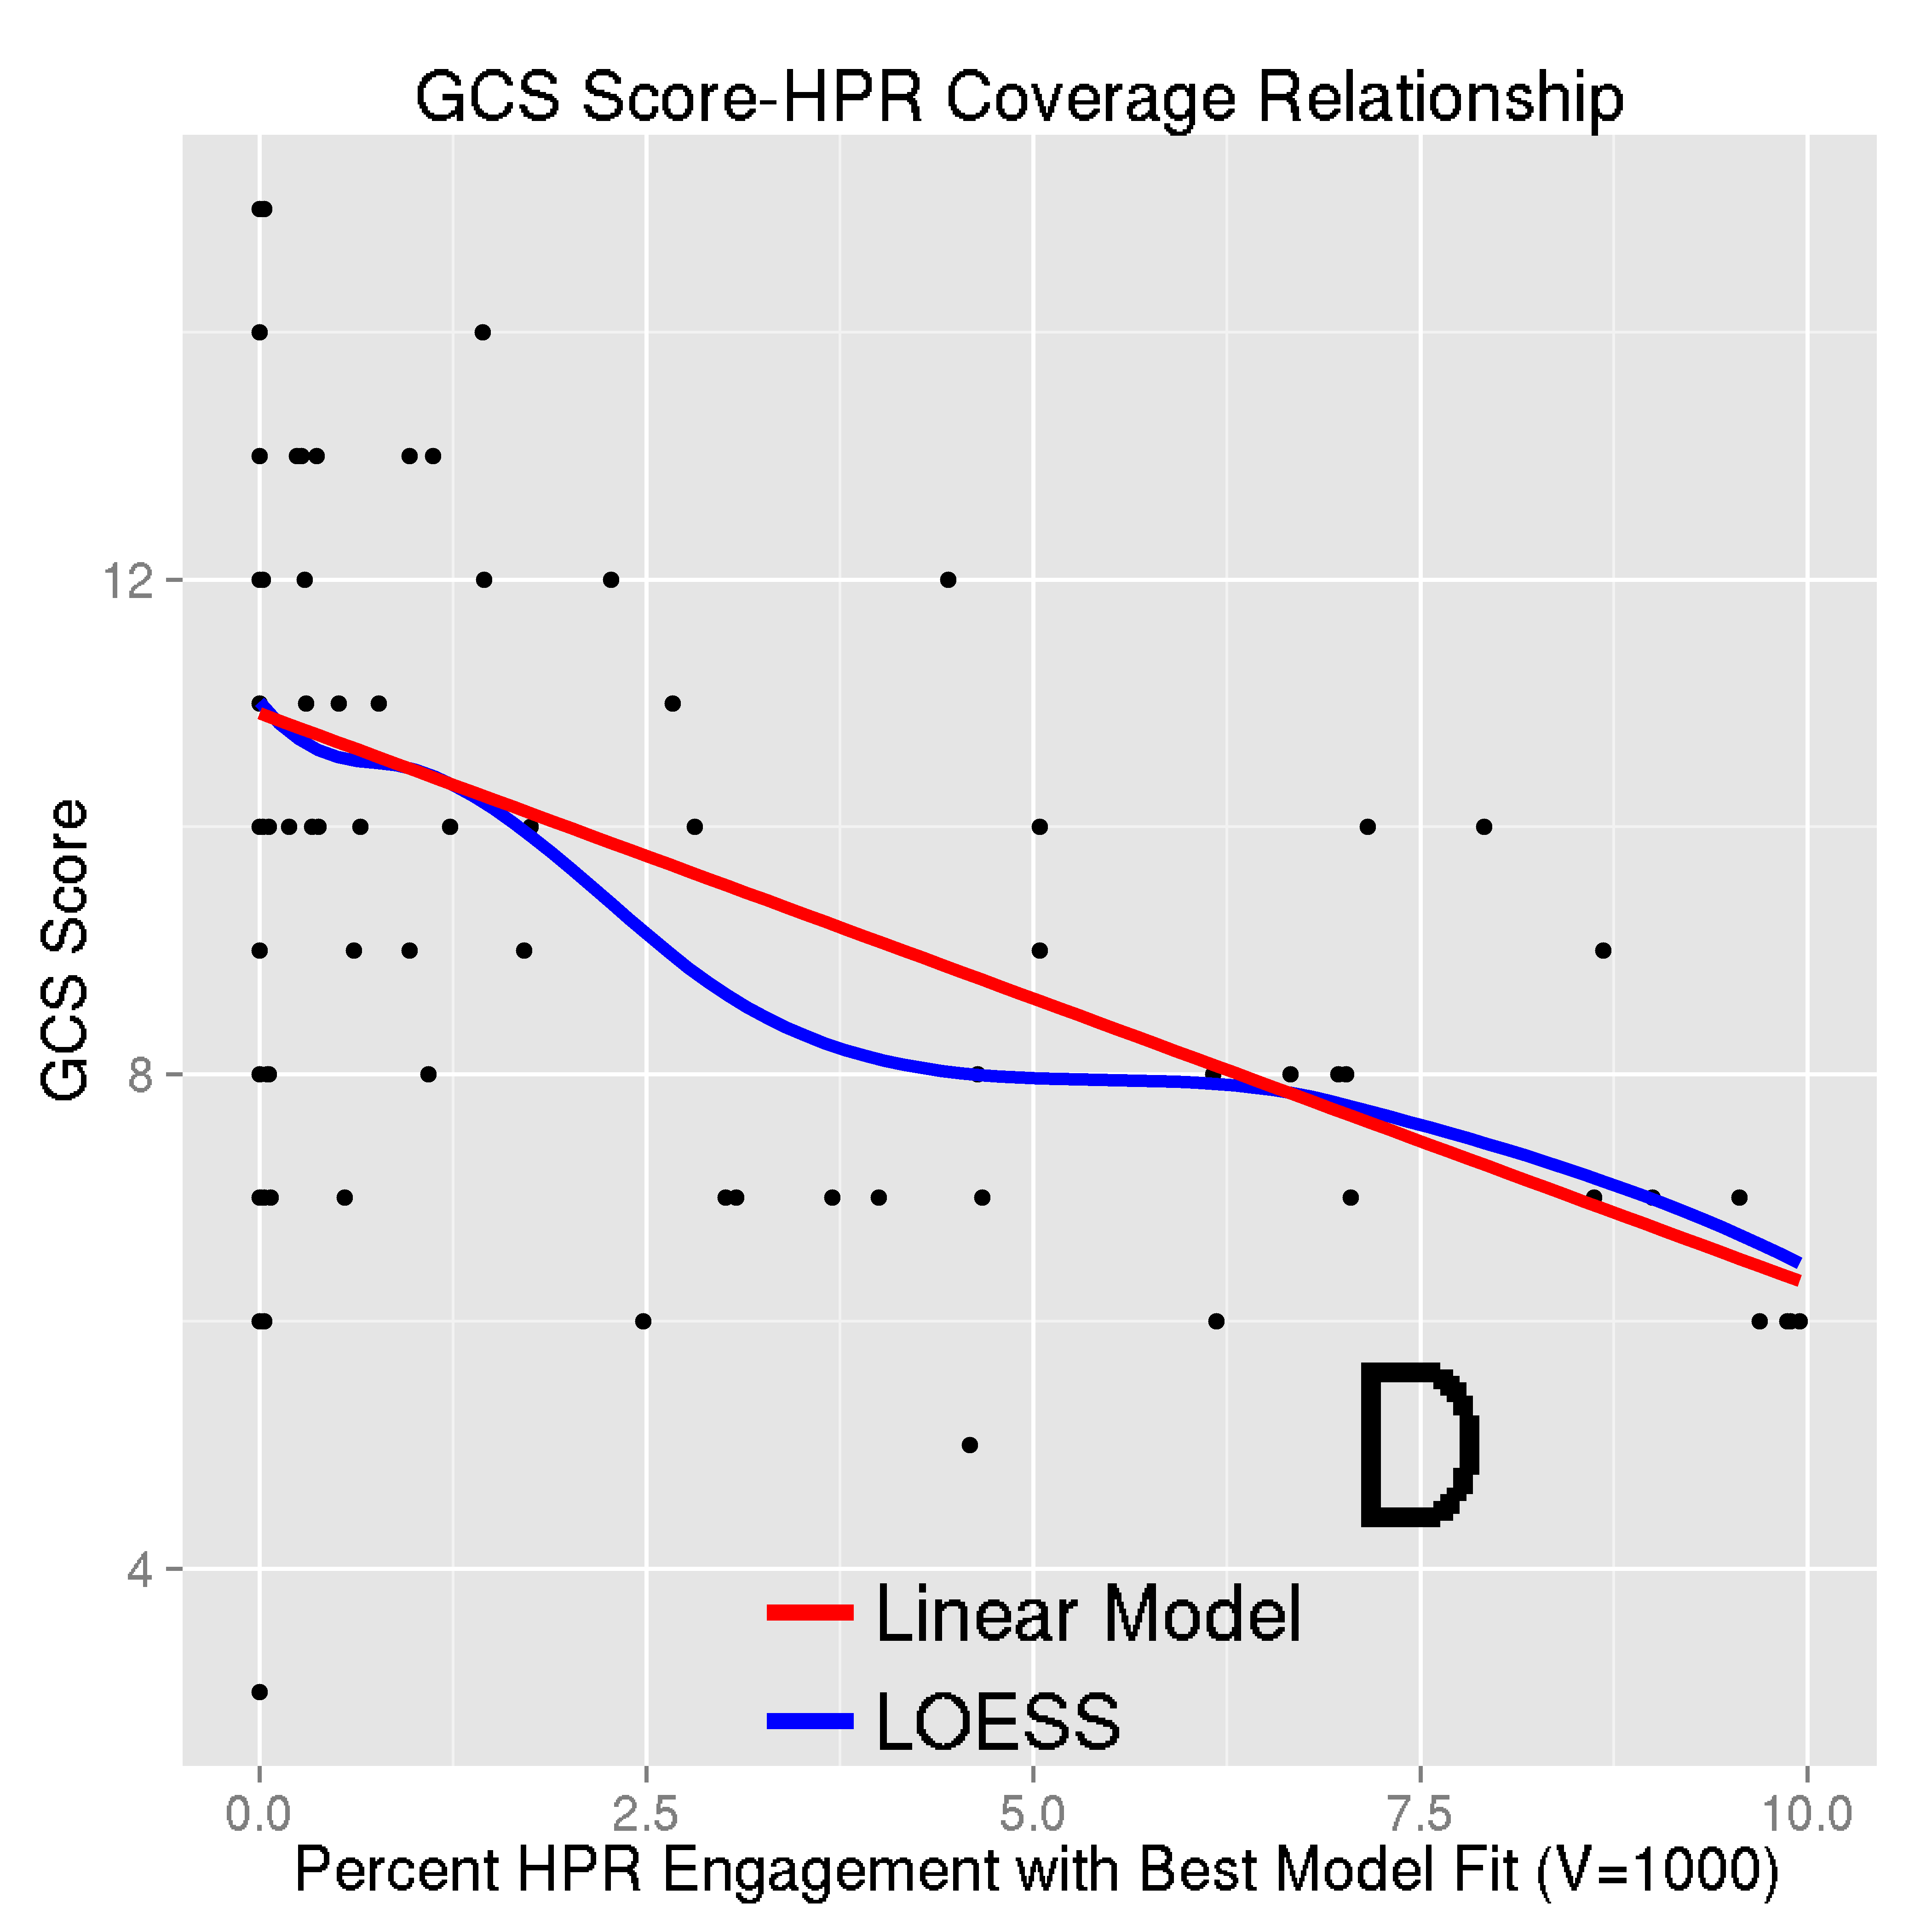 GCS Score-HPR Coverage Relationship
GCS Score
12
8
4
D
Linear Model
LOESS
0.0 2.5 5.0 7.5 10.0
Percent HPR Engagement with Best Model Fit (V=1000)